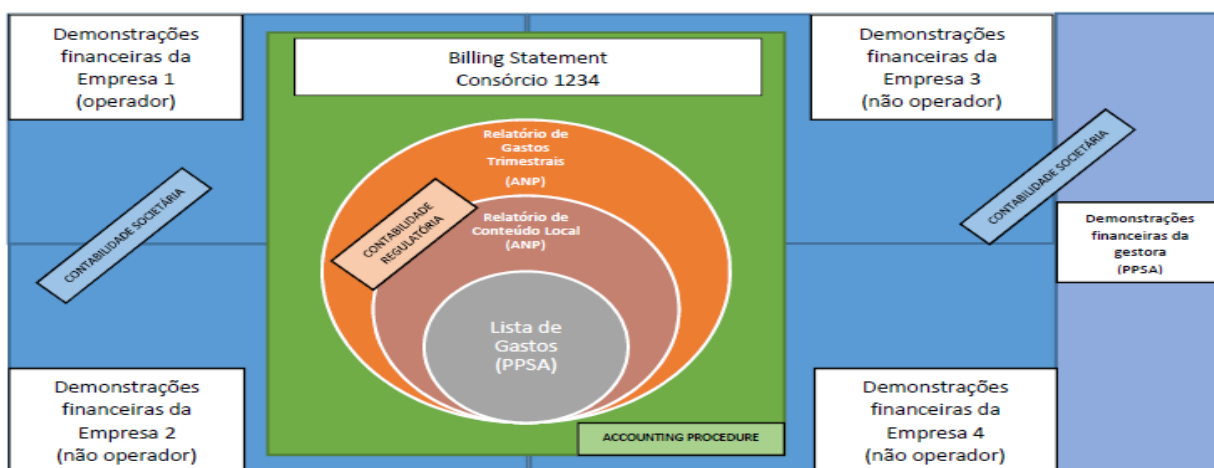 Demonstrações
financeiras da
Empresa 1
(operador)
Billing Statement
Consórcio 1234
Demonstrações
financeiras da
Empresa 3
(não operador)
Relatório de
Gastos
Trimestrais
(ANP)
CONTABILIDADE SOCIETÁRIA
CONTABILIDADE
REGULATÓRIA
Relatório de
Conteúdo Local
(ANP)
CONTABILIDADE SOCIETÁRIA
Demonstrações
financeiras da
gestora
(PPSA)
Lista de
Gastos
(PPSA)
Demonstrações
financeiras da
Empresa 2
(não operador)
ACCOUNTING PROCEDURE
Demonstrações
financeiras da
Empresa 4
(não operador)